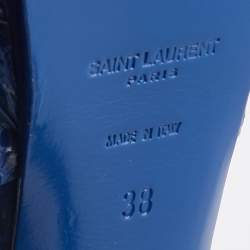 SAINT LAURENT
PARIS
MADE IN ITALY
38